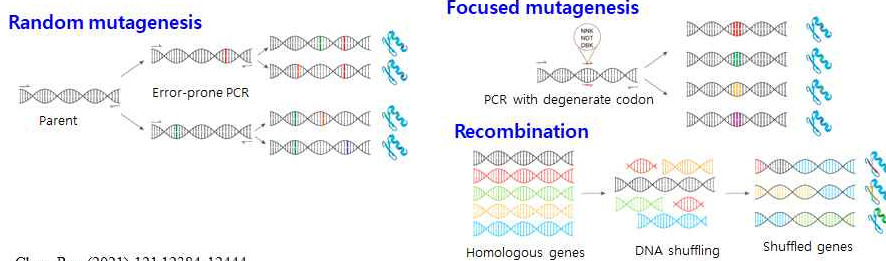 Random mutagenesis
Error-prone PCR
Parent
Focused mutagenesis
NNK
NDT
DBK
PCR with degenerate codon
Recombination
Homologous genes
DNA shuffling
Shuffled genes